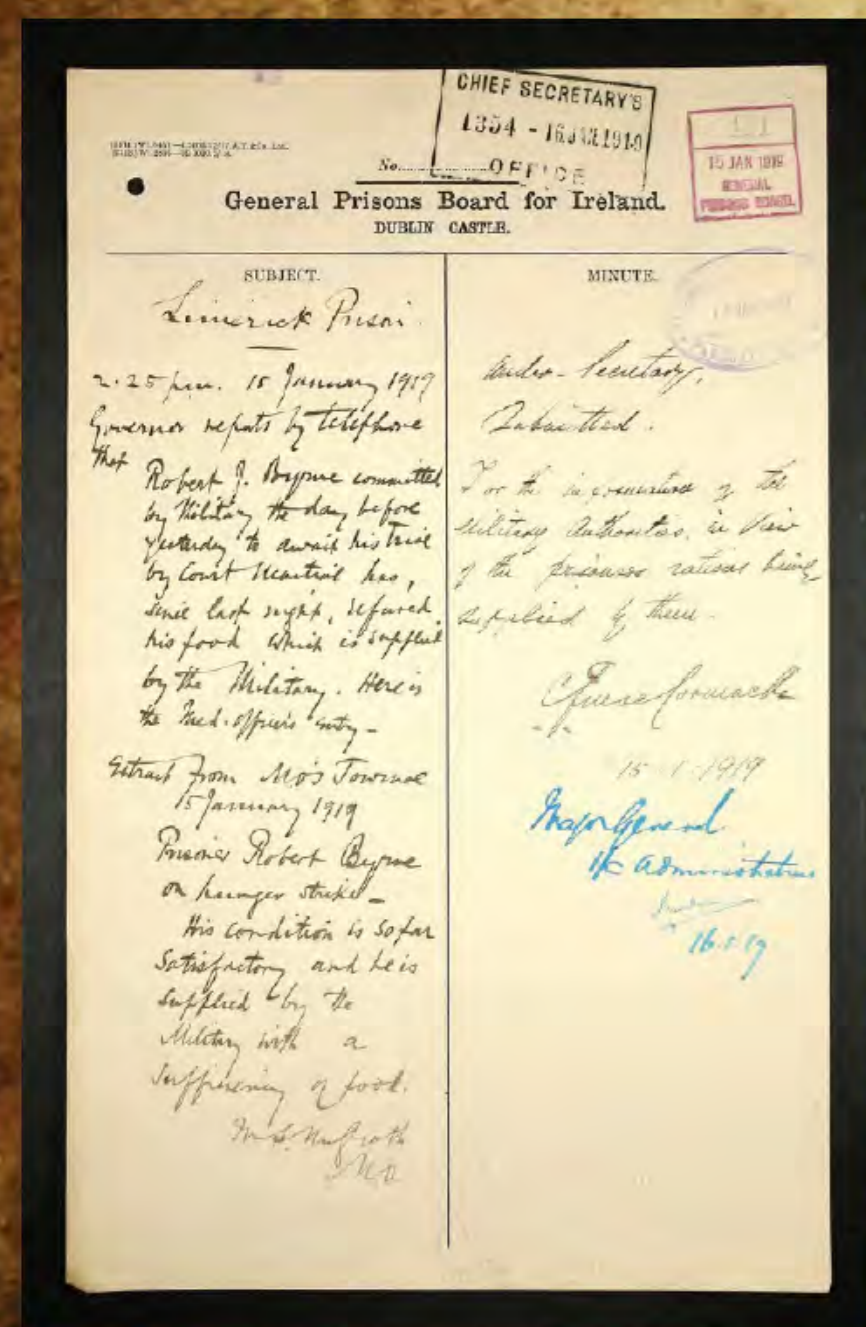 CHIEF SECRETARY'S
1354 - 16 JAN 1919
OFFICE
15 JAN 1919
GENERAL
PRISONS BOARD.
No.
General Prisons Board for Ireland.
DUBLIN CASTLE.
SUBJECT.
Limerick Prison.
2.25 p.m. 15 January 1919
Governor reports by telephone
that
Robert J. Byrne committed
by Military the day before
yesterday to await his trial
by Court Martial has,
since last night, refused
his food which is supplied
by the Military. Here is
the Med. Officer's entry -
Extract from MO's Journal
15 January 1919
Prisoner Robert Byrne
on hunger strike -
His condition is so far
satisfactory and he is
supplied by the
Military with a
sufficiency of food.
McGrath
MO
MINUTE.
Under-Secretary,
Submitted.
For the information of the
Military Authorities, in view
of the prisoners rations being
supplied by them.
15-1-1919
Major General
i/c Administration
16.1.19